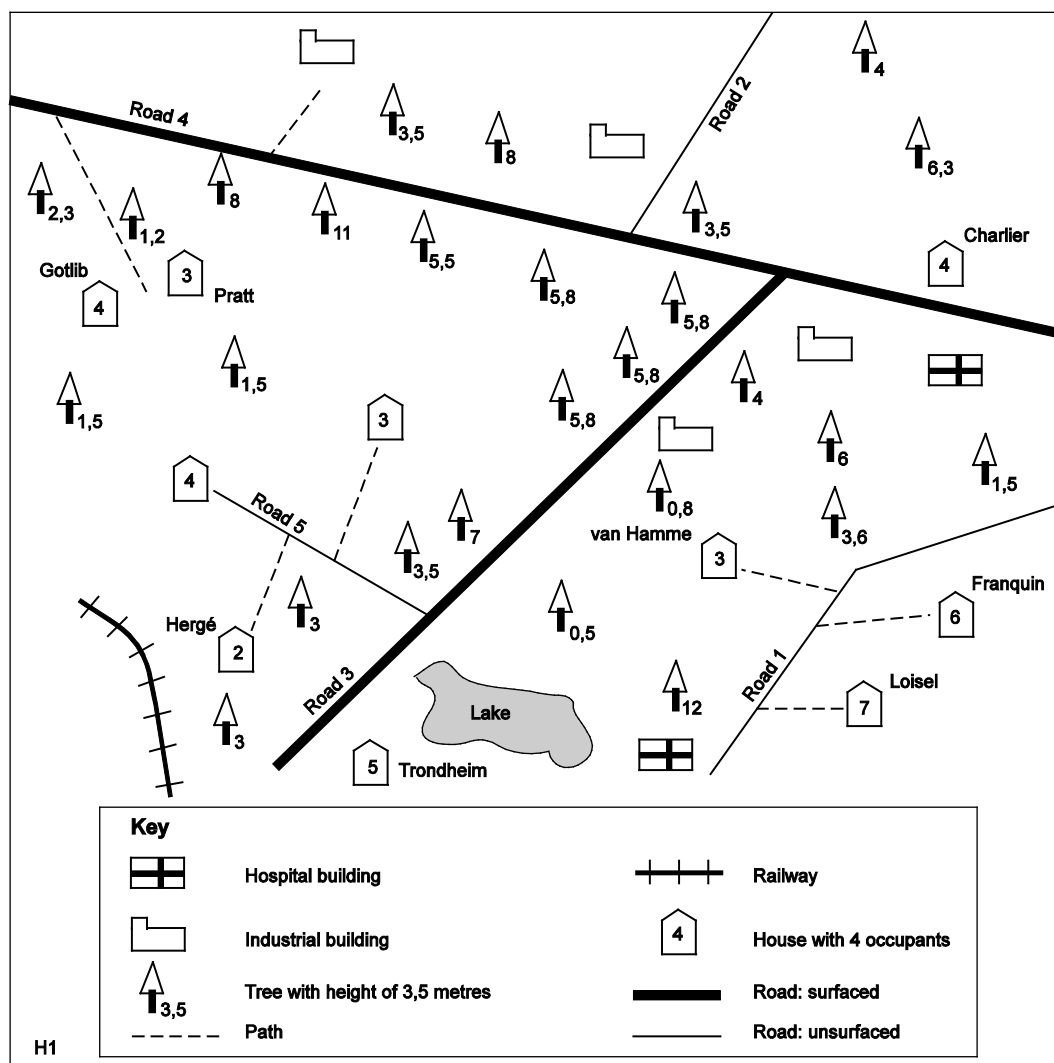 4
Road 4
3,5
Road 2
8
6,3
2,3
8
1,2
11
3,5
5,5
Charlier
4
Gotlib
3
4
Pratt
5,8
5,8
5,8
1,5
4
1,5
5,8
3
6
4
1,5
Road 5
7
0,8
3,6
van Hamme
3
3,5
Franquin
6
3
0,5
Hergé
2
Road 3
Road 1
Loisel
7
12
Lake
3
5
Trondheim
Key
Hospital building
Railway
Industrial building
4
House with 4 occupants
3,5
Tree with height of 3,5 metres
Road: surfaced
Path
Road: unsurfaced
H1